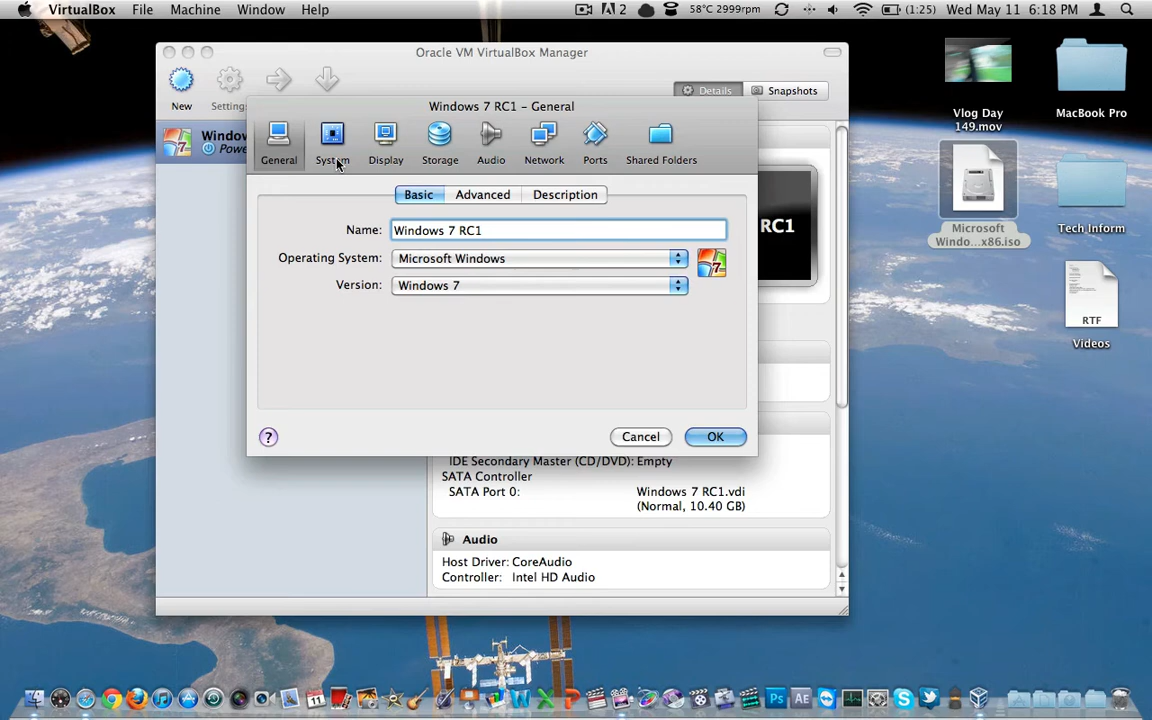 VirtualBox File Machine Window Help 2 58°C 2999rpm (1:25) Wed May 11 6:18 PM
Oracle VM VirtualBox Manager
New Setting Details Snapshots
Windows 7 RC1 – General
General System Display Storage Audio Network Ports Shared Folders
Basic Advanced Description
Name: Windows 7 RC1
Operating System: Microsoft Windows
Version: Windows 7
? Cancel OK
Window
Powe
RC1
IDE Secondary Master (CD/DVD): Empty
SATA Controller
SATA Port 0: Windows 7 RC1.vdi
(Normal, 10.40 GB)
Audio
Host Driver: CoreAudio
Controller: Intel HD Audio
Vlog Day
149.mov
MacBook Pro
Microsoft
Windo...x86.iso
Tech Inform
RTF
Videos